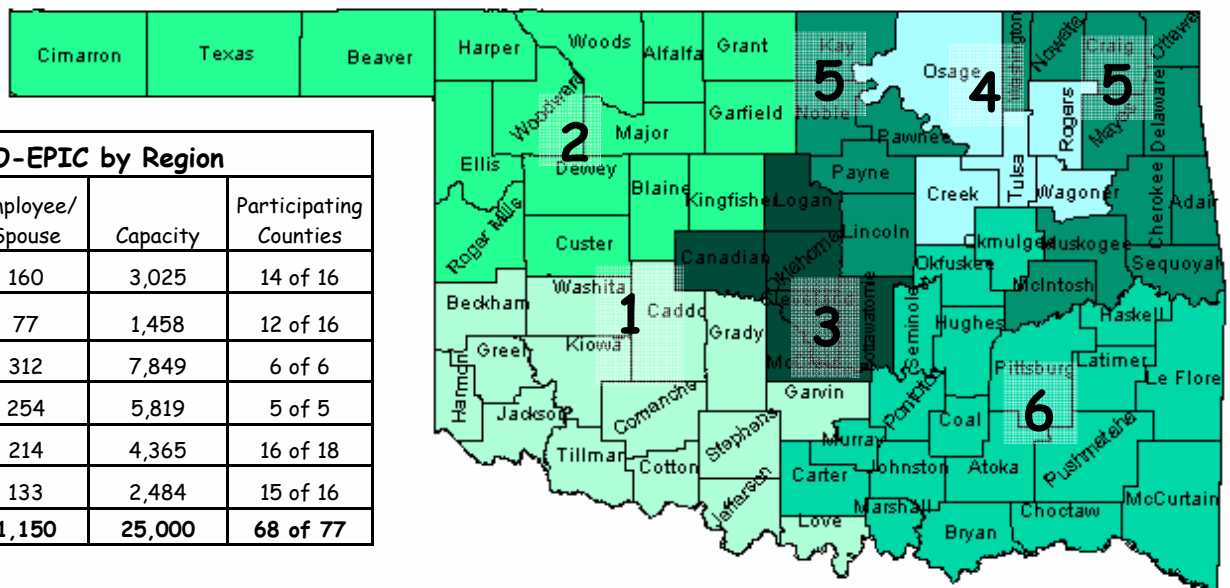 O-EPIC by Region
mployee/ Participating
Spouse Capacity Counties
160 3,025 14 of 16
77 1,458 12 of 16
312 7,849 6 of 6
254 5,819 5 of 5
214 4,365 16 of 18
133 2,484 15 of 16
1,150 25,000 68 of 77
Cimarron Texas Beaver Harper Woods Alfalfa Grant Kay Osage Washington Nowata Craig Ottawa
5 4 5
Woodward Major Garfield Noble Pawnee Rogers Mayes Delaware
2
Ellis Dewey Blaine Kingfisher Logan Payne Creek Tulsa Wagoner Cherokee Adair
Roger Mills Custer Canadian Oklahoma Lincoln Okmulgee Muskogee Sequoyah
Okfuskee McIntosh
Beckham Washita Caddo Grady Pottawatomie Seminole Hughes Haskell
1 3
Greer Kiowa Pittsburg Latimer Le Flore
Harmon Jackson Comanche Stephens Garvin Pontotoc Coal
6
Tillman Cotton Jefferson Murray Carter Johnston Atoka Pushmataha McCurtain
Love Marshall Bryan Choctaw